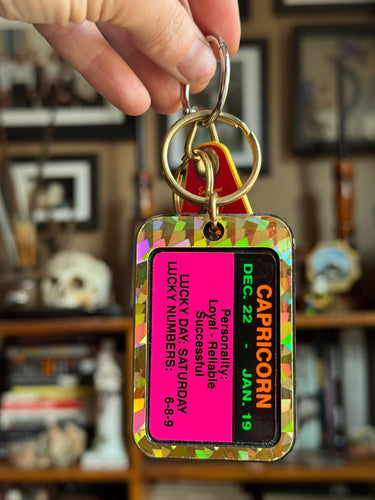 CAPRICORN
DEC. 22 - JAN. 19
Personality:
Loyal - Reliable
Successful
LUCKY DAY: SATURDAY
LUCKY NUMBERS: 6-8-9